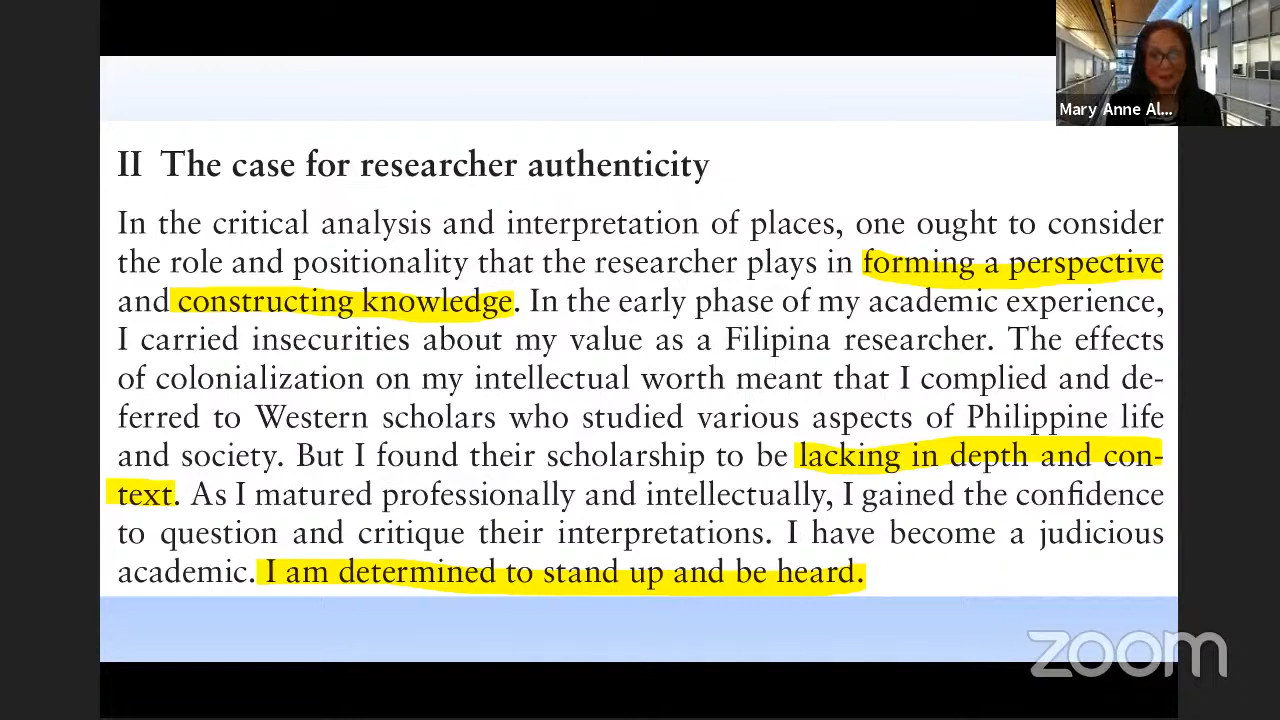 Mary Anne Al...
II The case for researcher authenticity
In the critical analysis and interpretation of places, one ought to consider
the role and positionality that the researcher plays in forming a perspective
and constructing knowledge. In the early phase of my academic experience,
I carried insecurities about my value as a Filipina researcher. The effects
of colonialization on my intellectual worth meant that I complied and de-
ferred to Western scholars who studied various aspects of Philippine life
and society. But I found their scholarship to be lacking in depth and con-
text. As I matured professionally and intellectually, I gained the confidence
to question and critique their interpretations. I have become a judicious
academic. I am determined to stand up and be heard.
zoom